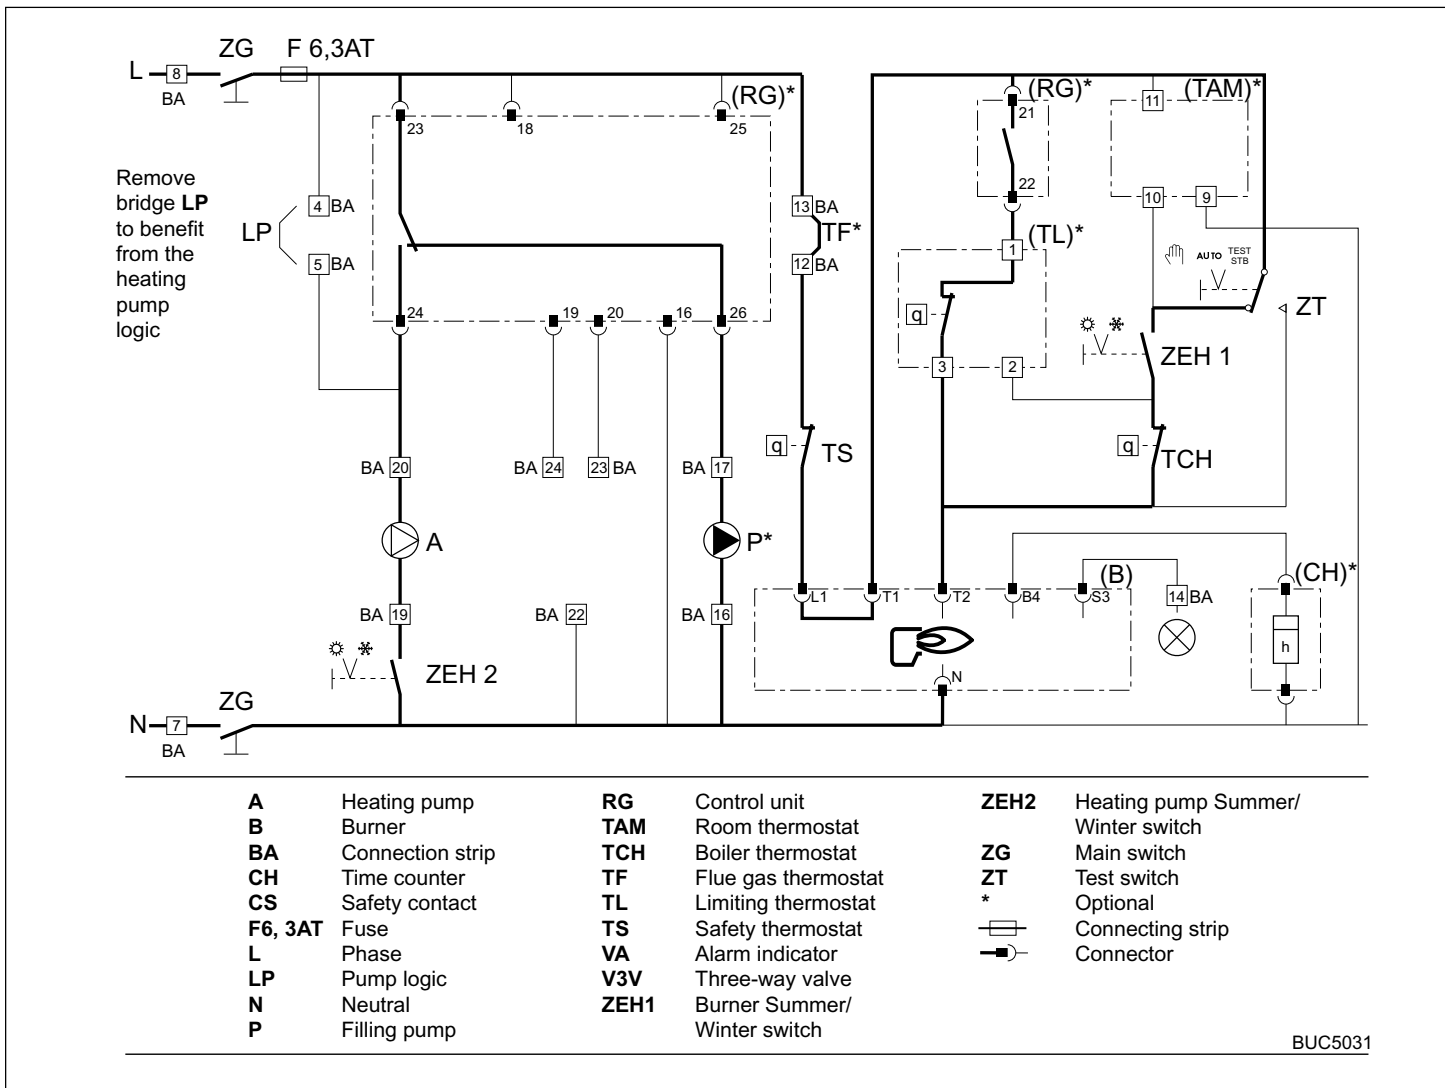 ZG F 6,3AT
L 8
BA
(RG)*
23 18 25
(RG)*
21
22
11 (TAM)*
10 9
Remove
bridge LP
to benefit
from the
heating
pump
logic
LP
4 BA
5 BA
13 BA
TF*
12 BA
1 (TL)*
q
3 2
AUTO TEST
STB
ZT
ZEH 1
24 19 20 16 26
q TS
q TCH
BA 20
BA 24
23 BA
BA 17
A
P*
(B)
(CH)*
L1 T1 T2 B4 S3
14 BA
h
N
BA 19
BA 22
BA 16
ZEH 2
ZG
N 7
BA
A Heating pump
B Burner
BA Connection strip
CH Time counter
CS Safety contact
F6, 3AT Fuse
L Phase
LP Pump logic
N Neutral
P Filling pump
RG Control unit
TAM Room thermostat
TCH Boiler thermostat
TF Flue gas thermostat
TL Limiting thermostat
TS Safety thermostat
VA Alarm indicator
V3V Three-way valve
ZEH1 Burner Summer/
Winter switch
ZEH2 Heating pump Summer/
Winter switch
ZG Main switch
ZT Test switch
* Optional
Connecting strip
Connector
BUC5031